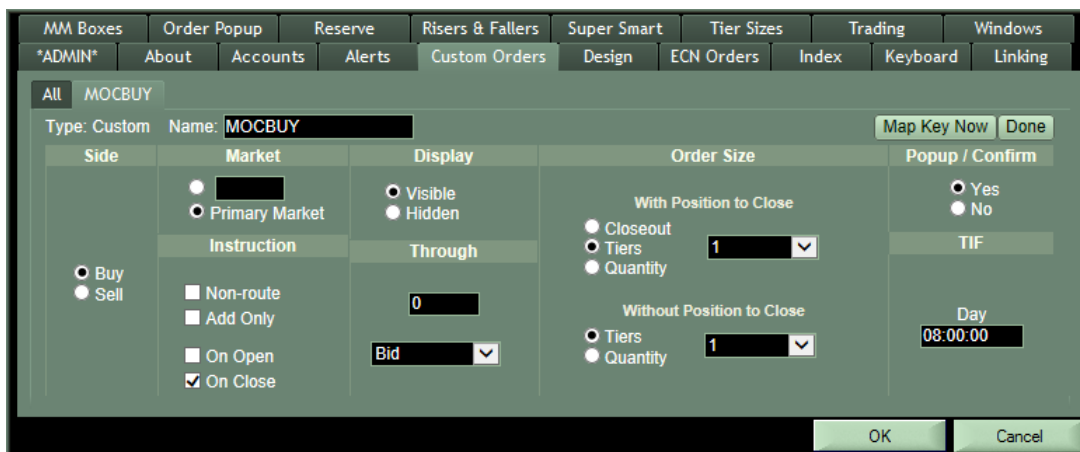 MM Boxes Order Popup Reserve Risers & Fallers Super Smart Tier Sizes Trading Windows
*ADMIN* About Accounts Alerts Custom Orders Design ECN Orders Index Keyboard Linking
All MOCBUY
Type: Custom Name: MOCBUY Map Key Now Done
Side Market Display Order Size Popup / Confirm
Primary Market
Visible
Hidden
With Position to Close
Closeout
Tiers 1
Quantity
Yes
No
Instruction Through TIF
Buy
Sell
Non-route
Add Only
On Open
On Close
0
Bid
Without Position to Close
Tiers 1
Quantity
Day
08:00:00
OK Cancel